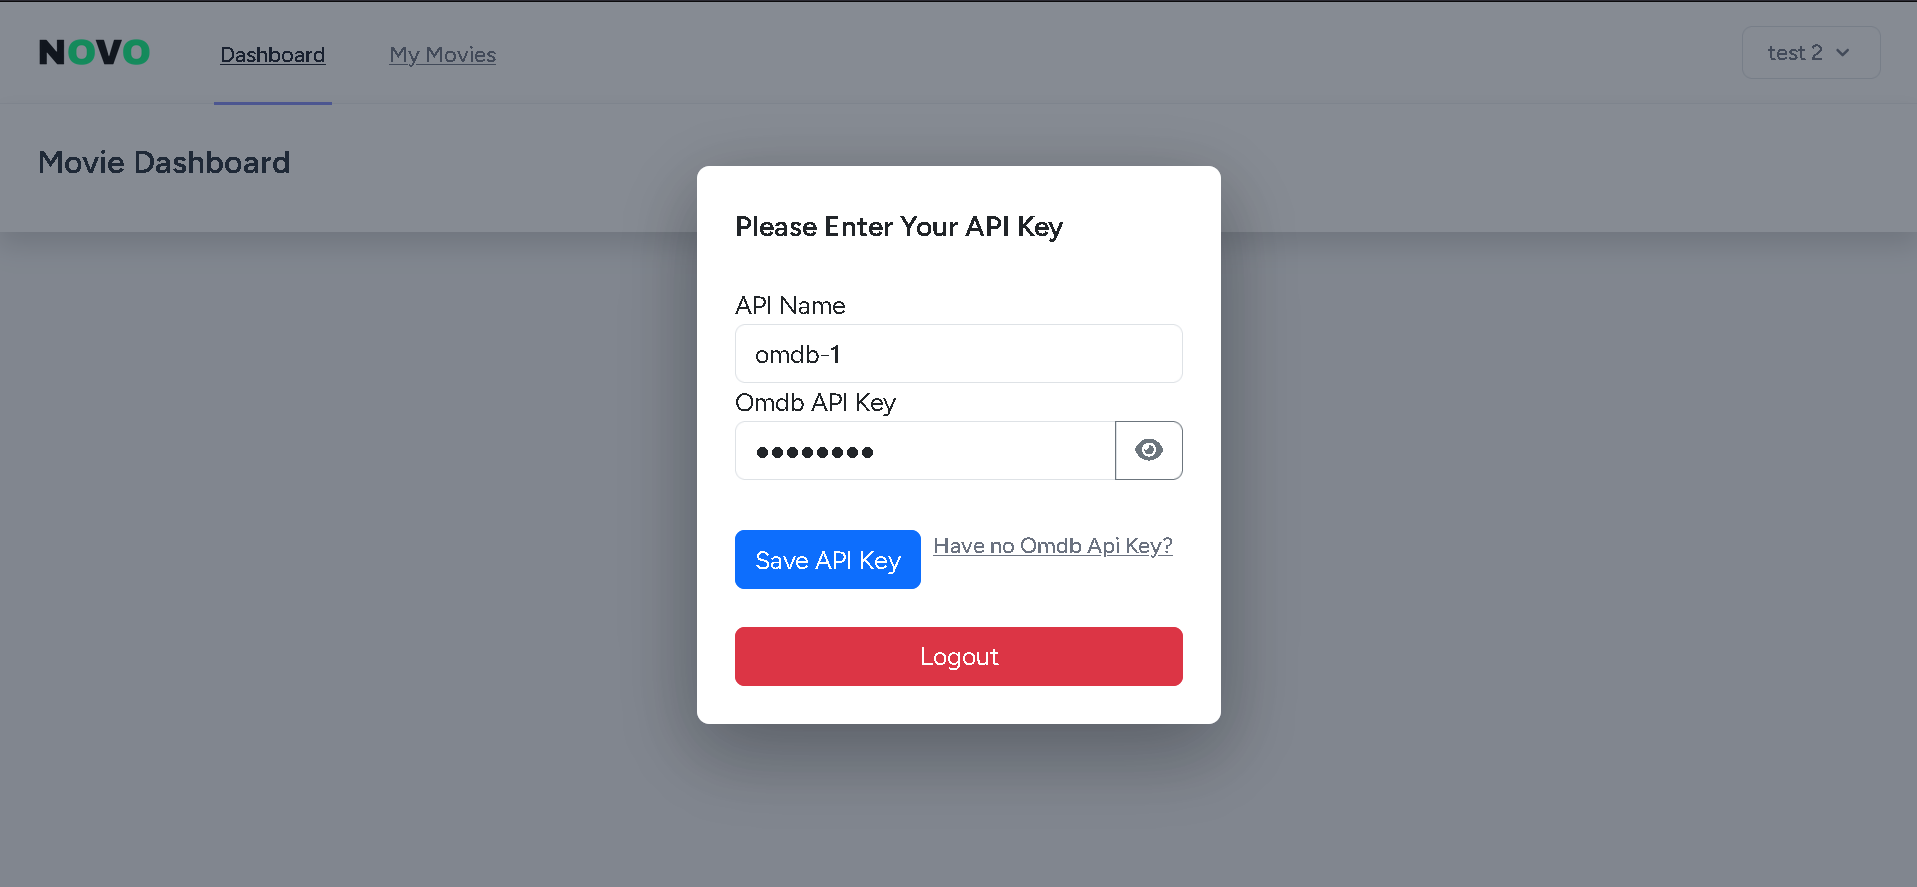 NOVO Dashboard My Movies test 2
Movie Dashboard
Please Enter Your API Key
API Name
omdb-1
Omdb API Key
••••••••
Save API Key Have no Omdb Api Key?
Logout